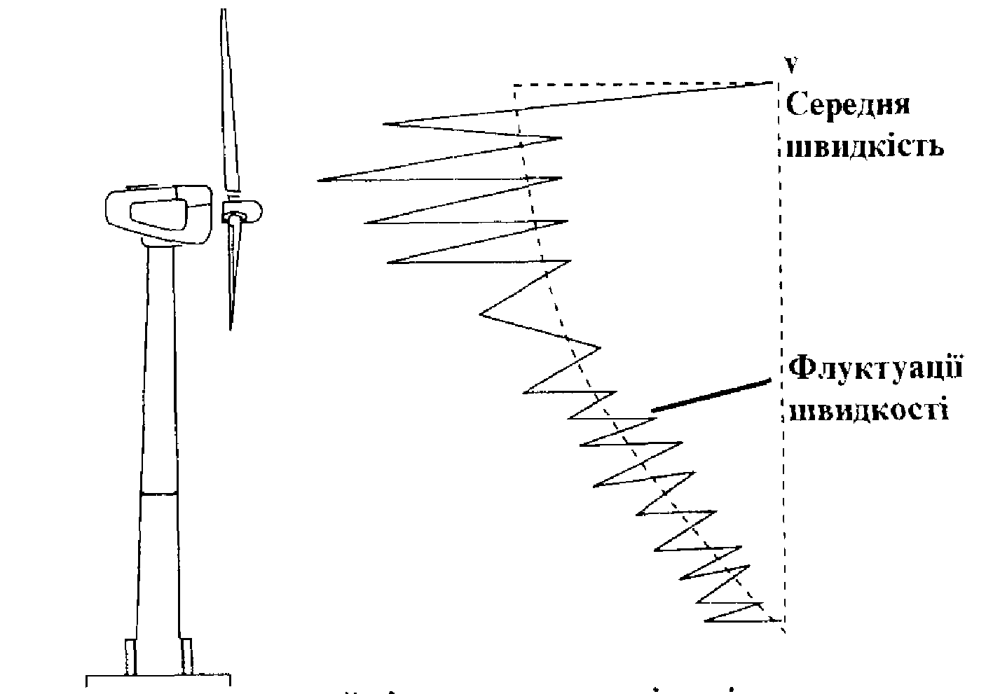 v
Середня
швидкість
Флуктуації
швидкості